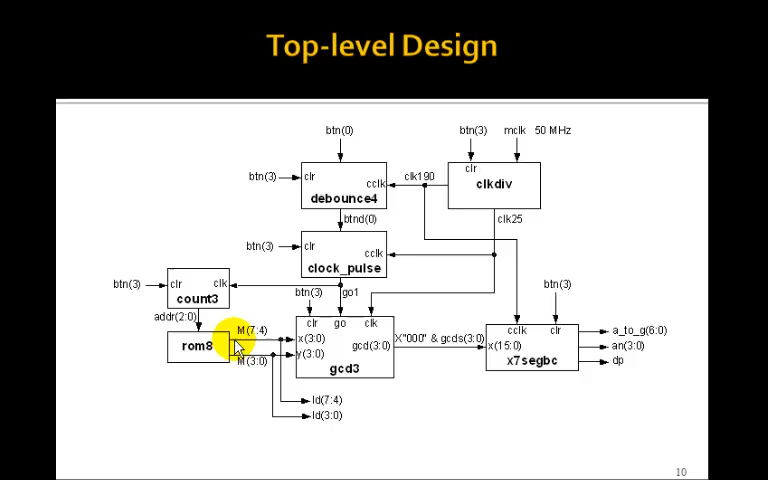 Top-level Design
btn(0)
btn(3) mclk 50 MHz
btn(3) clr cclk clk190 clr clkdiv
debounce4
btnd(0) clk25
btn(3) clr cclk
clock_pulse
btn(3) clr clk
count3
btn(3) go1 btn(3)
addr(2:0)
clr go clk
cclk clr
rom8 M(7:4) x(3:0) gcd(3:0) X"000" & gcds(3:0) x(15:0) a_to_g(6:0)
an(3:0)
M(3:0) y(3:0) gcd3 x7segbc dp
ld(7:4)
ld(3:0)
10